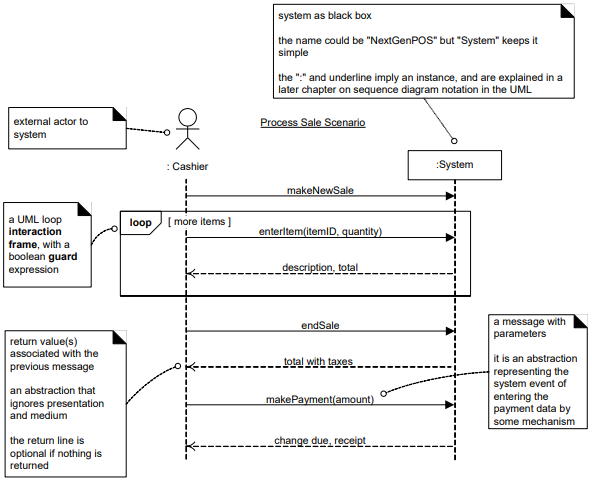 system as black box
the name could be "NextGenPOS" but "System" keeps it
simple
the ":" and underline imply an instance, and are explained in a
later chapter on sequence diagram notation in the UML
external actor to
system
Process Sale Scenario
: Cashier
:System
makeNewSale
a UML loop
interaction
frame, with a
boolean guard
expression
loop
[ more items ]
enterItem(itemID, quantity)
description, total
endSale
return value(s)
associated with the
previous message
an abstraction that
ignores presentation
and medium
the return line is
optional if nothing is
returned
total with taxes
makePayment(amount)
change due, receipt
a message with
parameters
it is an abstraction
representing the
system event of
entering the
payment data by
some mechanism